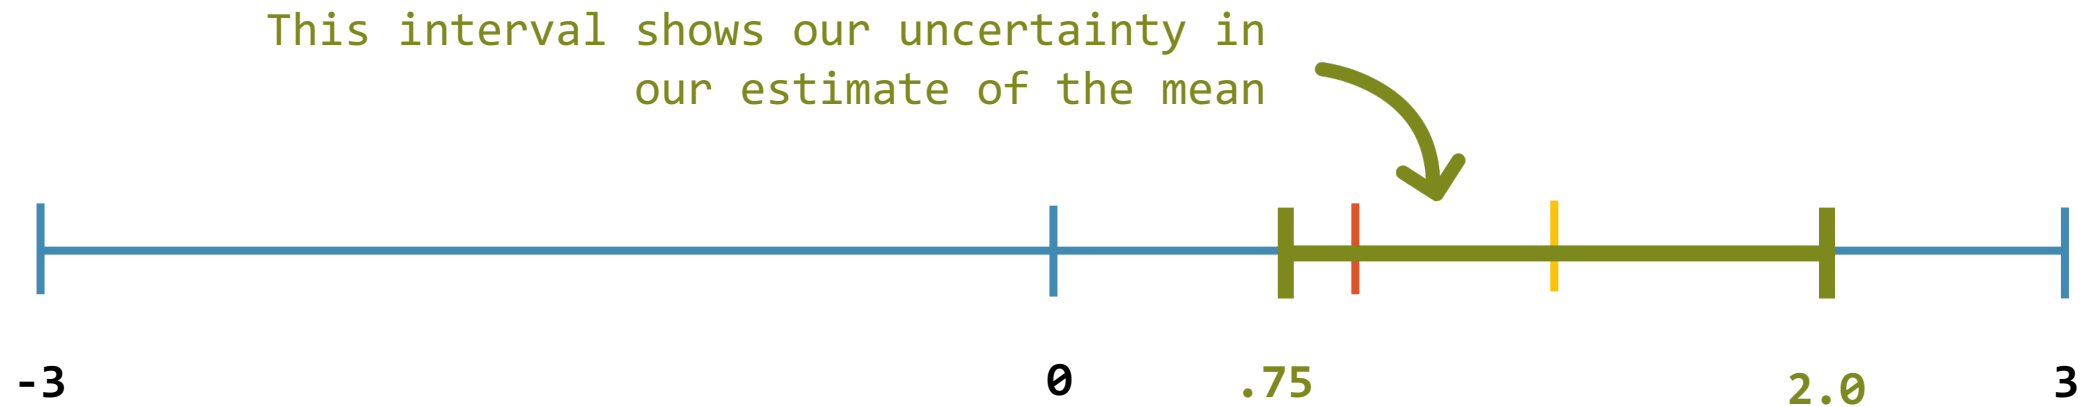 This interval shows our uncertainty in
our estimate of the mean
-3 0 .75 2.0 3